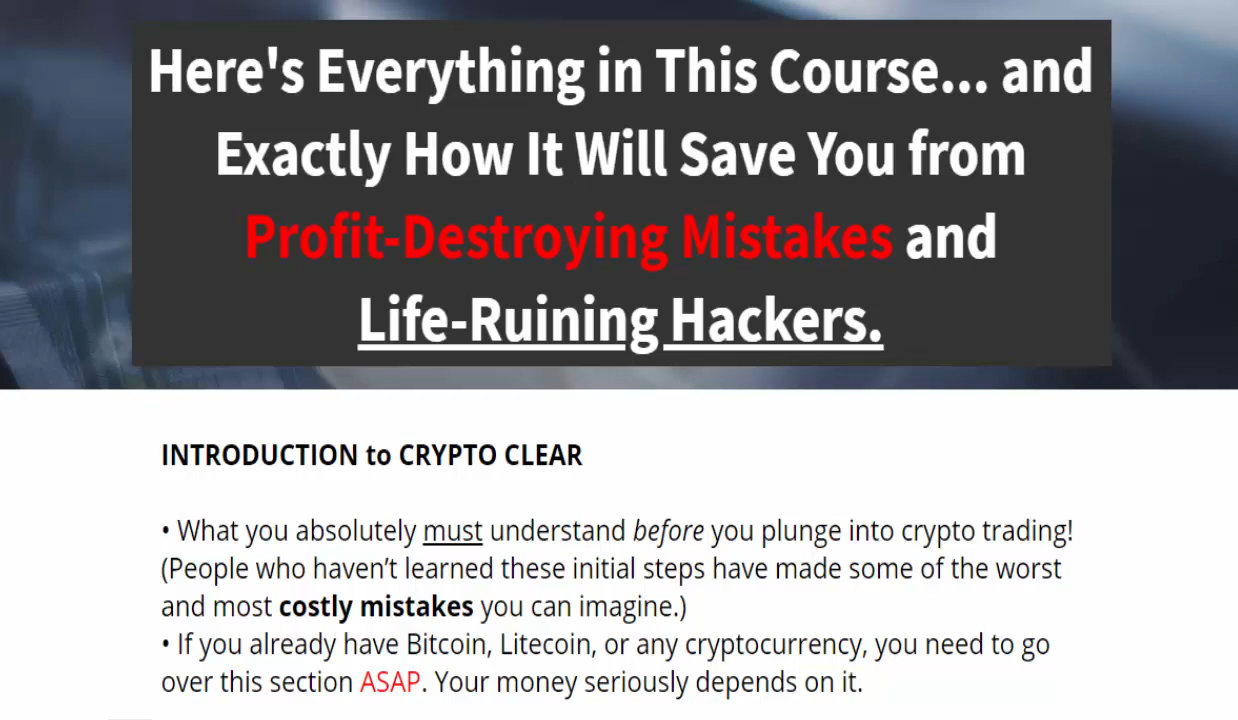 Here's Everything in This Course... and
Exactly How It Will Save You from
Profit-Destroying Mistakes and
Life-Ruining Hackers.
INTRODUCTION to CRYPTO CLEAR
• What you absolutely must understand before you plunge into crypto trading!
(People who haven’t learned these initial steps have made some of the worst
and most costly mistakes you can imagine.)
• If you already have Bitcoin, Litecoin, or any cryptocurrency, you need to go
over this section ASAP. Your money seriously depends on it.